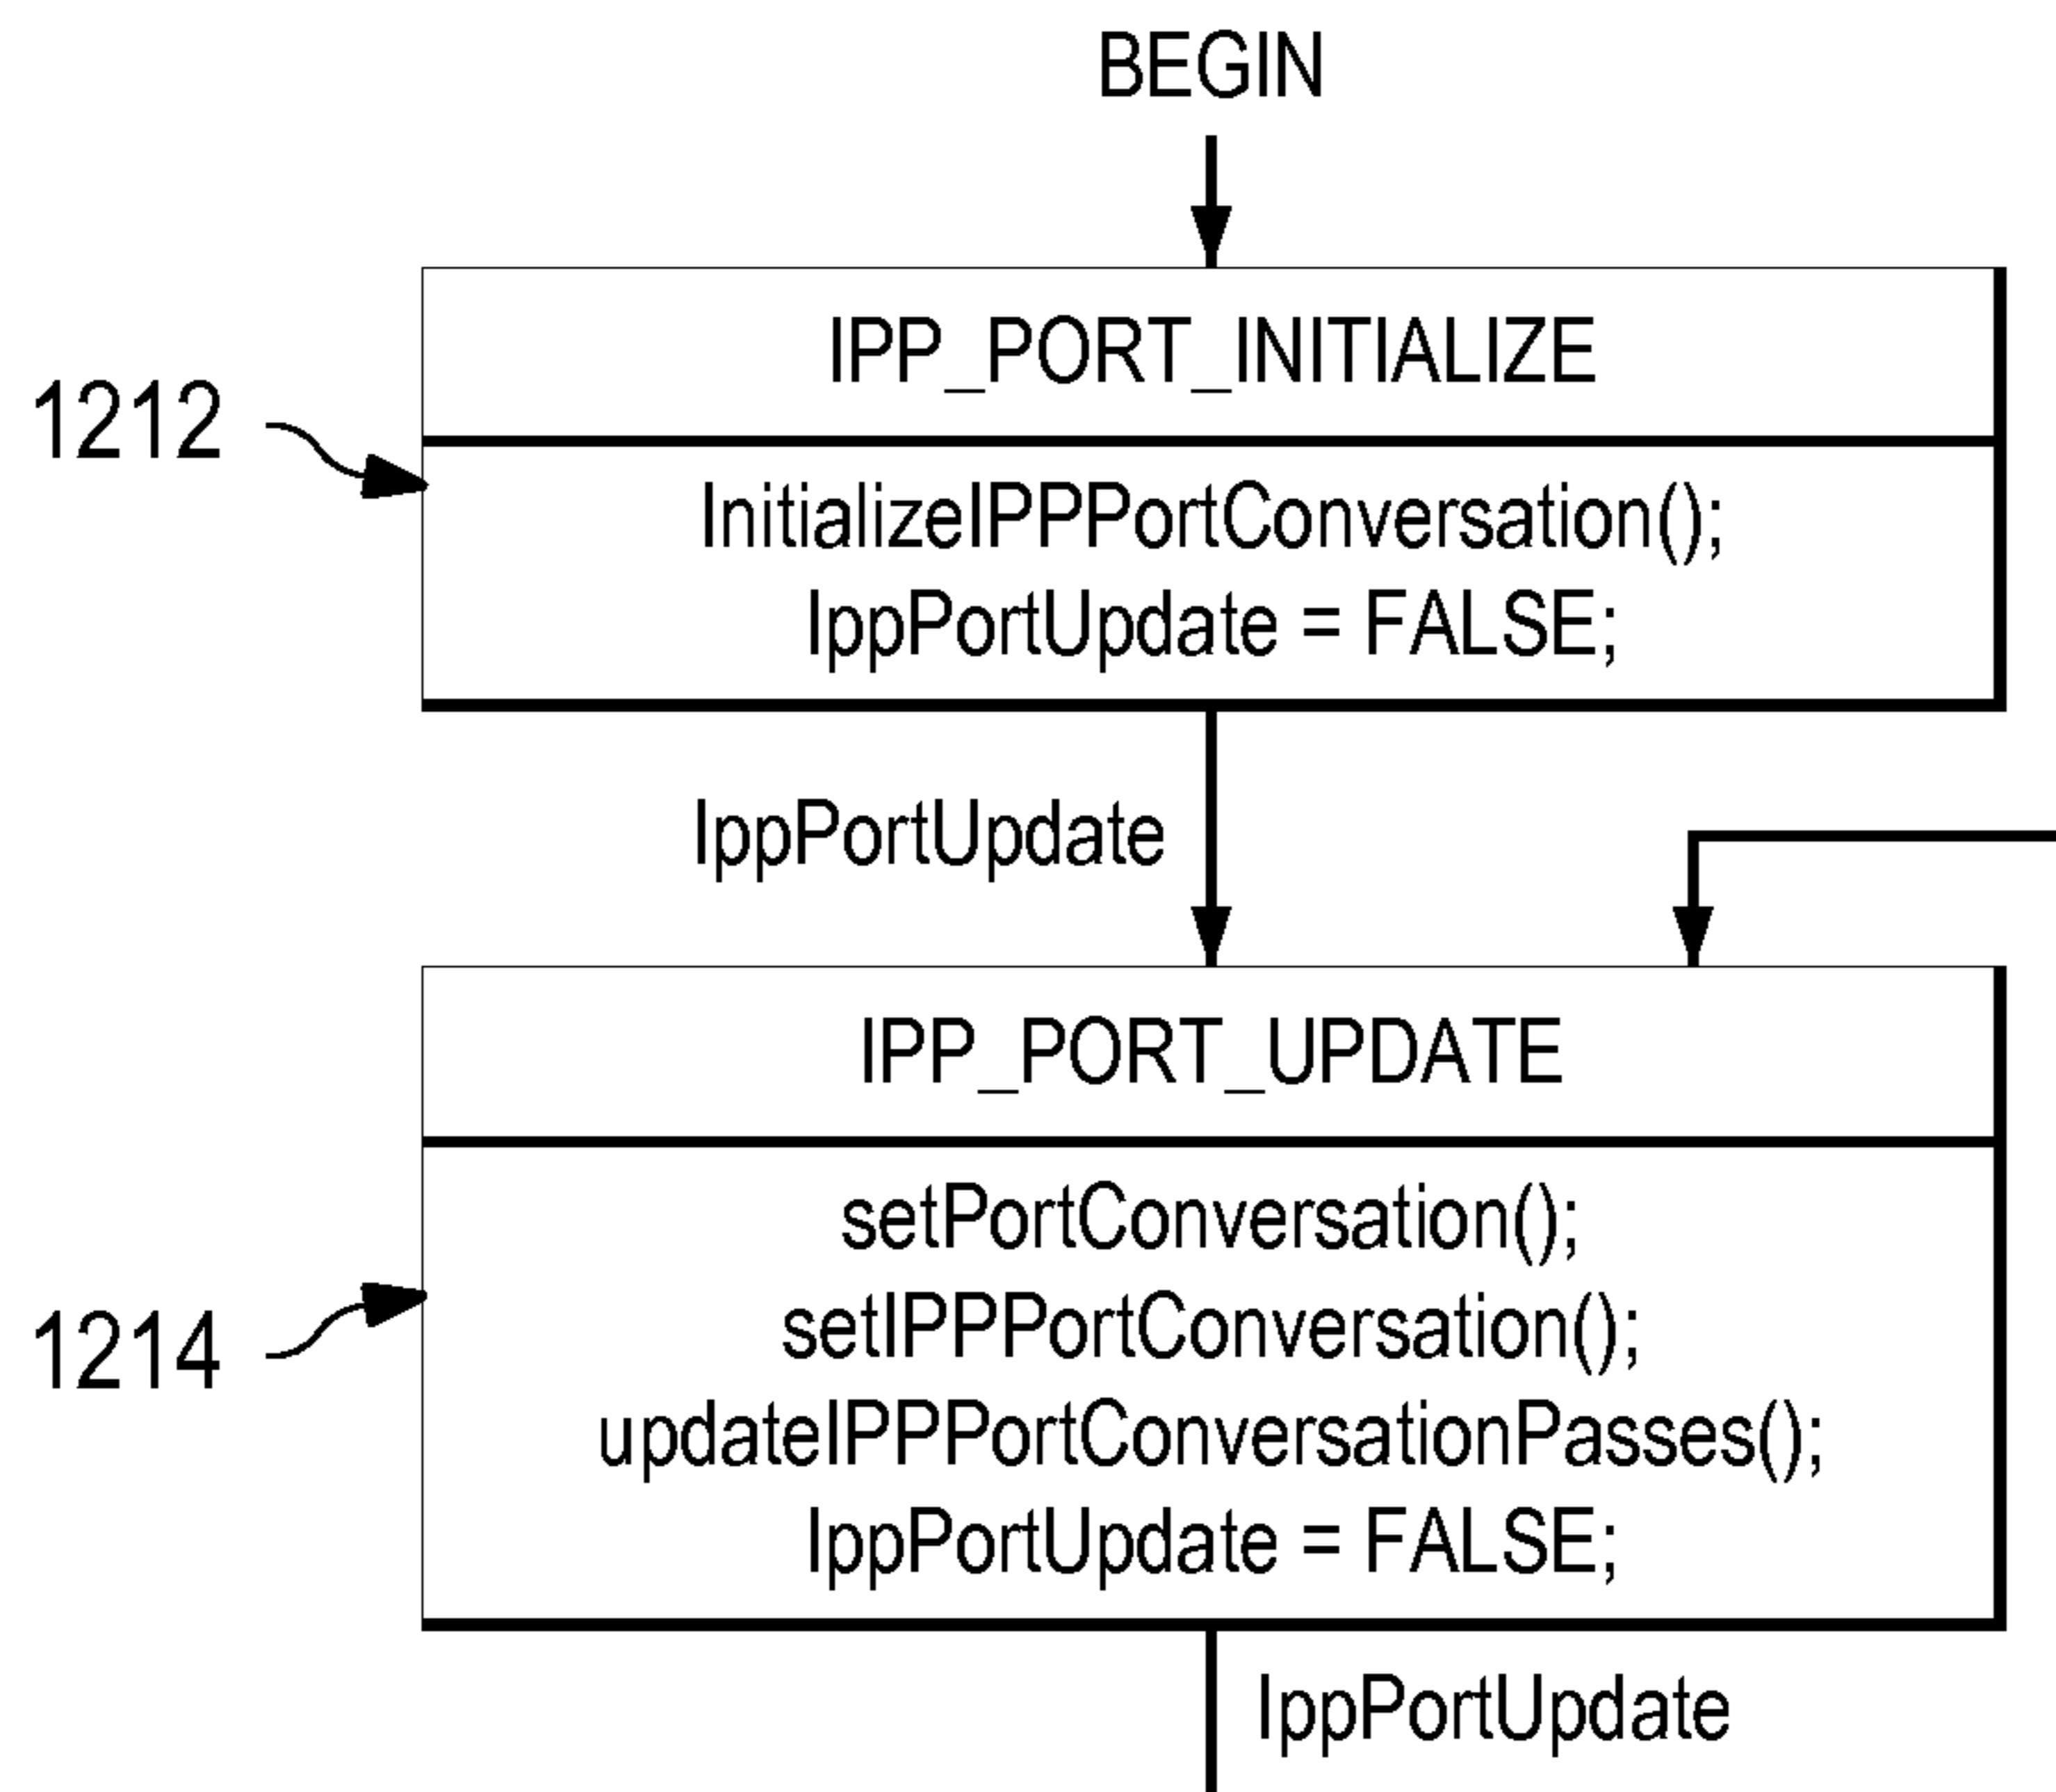 BEGIN
IPP_PORT_INITIALIZE
1212
InitializeIPPPortConversation();
IppPortUpdate = FALSE;
IppPortUpdate
IPP_PORT_UPDATE
setPortConversation();
1214
setIPPPortConversation();
updateIPPPortConversationPasses();
IppPortUpdate = FALSE;
IppPortUpdate